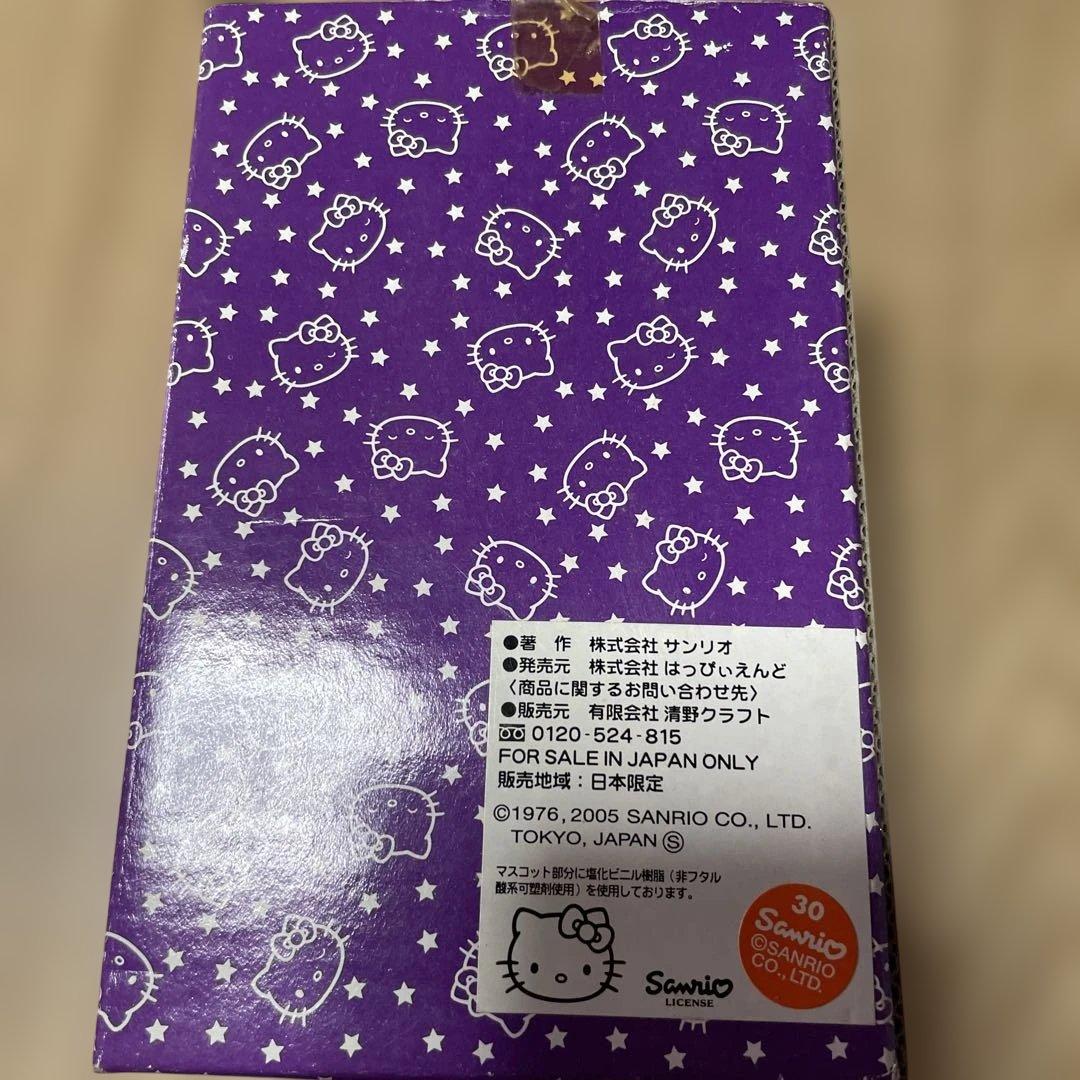 ●著　作　株式会社 サンリオ
●発売元　株式会社 はっぴぃえんど
〈商品に関するお問い合わせ先〉
●販売元　有限会社 清野クラフト
0120-524-815
FOR SALE IN JAPAN ONLY
販売地域：日本限定
©1976, 2005 SANRIO CO., LTD.
TOKYO, JAPAN Ⓢ
マスコット部分に塩化ビニル樹脂（非フタル
酸系可塑剤使用）を使用しております。
Sanrio
LICENSE
30
Sanrio
©SANRIO
CO., LTD.